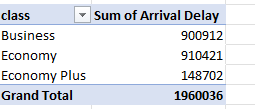 class Sum of Arrival Delay
Business 900912
Economy 910421
Economy Plus 148702
Grand Total 1960036